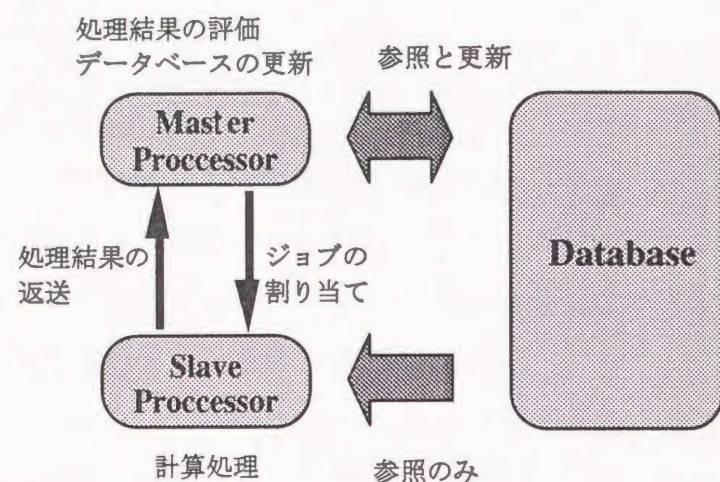 処理結果の評価
データベースの更新
参照と更新
Master
Proccessor
処理結果の
返送
ジョブの
割り当て
Database
Slave
Proccessor
計算処理
参照のみ